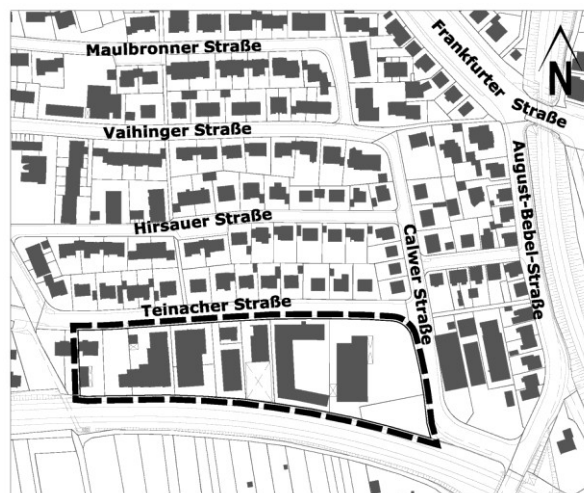 Maulbronner Straße
Frankfurter Straße
N
Vaihinger Straße
August-Bebel-Straße
Hirsauer Straße
Calwer Straße
Teinacher Straße